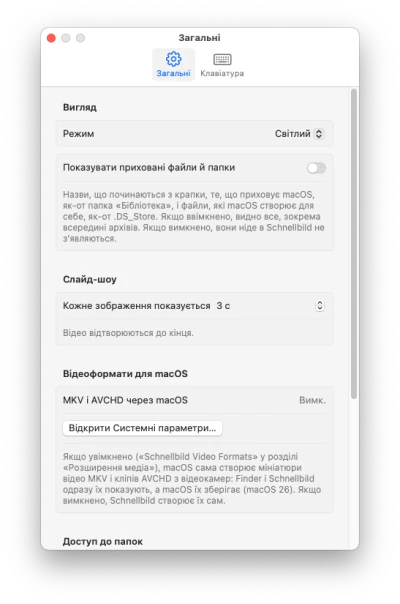 Загальні
Загальні
Клавіатура
Вигляд
Режим
Світлий
Показувати приховані файли й папки
Назви, що починаються з крапки, те, що приховує macOS,
як-от папка «Бібліотека», і файли, які macOS створює для
себе, як-от .DS_Store. Якщо ввімкнено, видно все, зокрема
всередині архівів. Якщо вимкнено, вони ніде в Schnellbild не
з’являються.
Слайд-шоу
Кожне зображення показується 3 с
Відео відтворюються до кінця.
Відеоформати для macOS
MKV і AVCHD через macOS
Вимк.
Відкрити Системні параметри…
Якщо увімкнено («Schnellbild Video Formats» у розділі
«Розширення медіа»), macOS сама створює мініатюри
відео MKV і кліпів AVCHD з відеокамер: Finder і Schnellbild
одразу їх показують, а macOS їх зберігає (macOS 26). Якщо
вимкнено, Schnellbild створює їх сам.
Доступ до папок